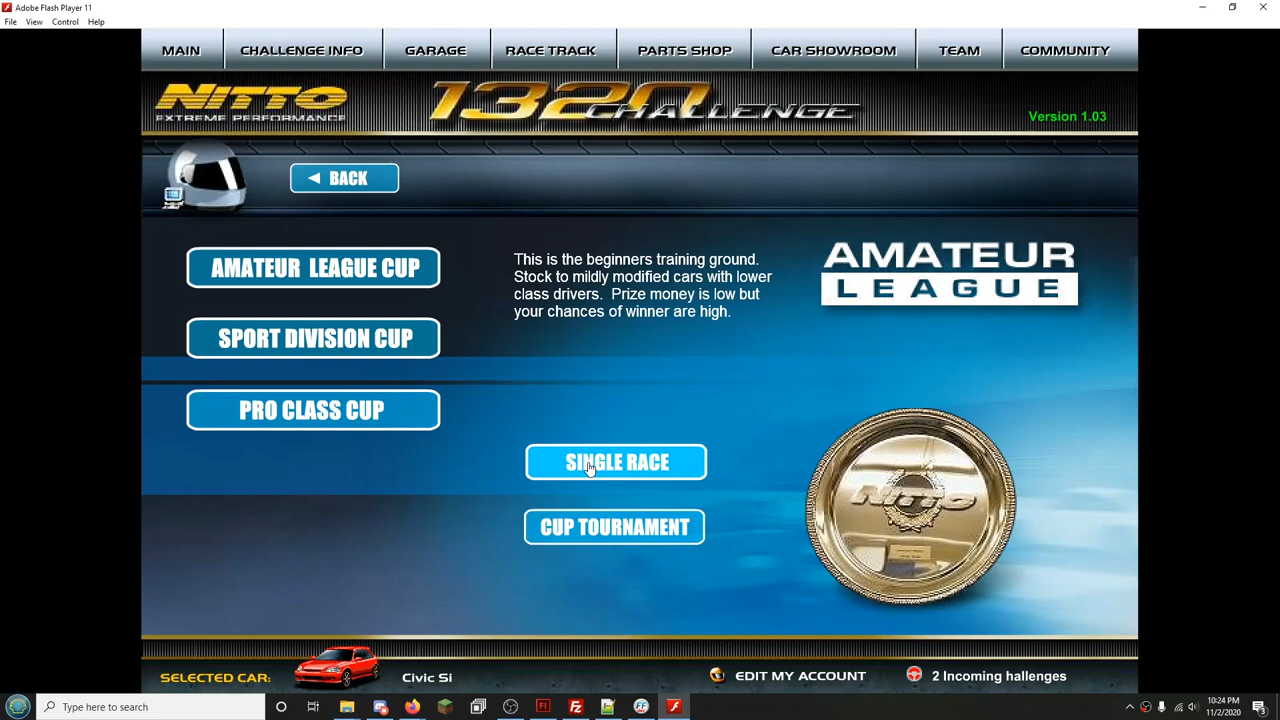 Adobe Flash Player 11
File View Control Help
MAIN CHALLENGE INFO GARAGE RACE TRACK PARTS SHOP CAR SHOWROOM TEAM COMMUNITY
NITTO
EXTREME PERFORMANCE
1320 CHALLENGE
Version 1.03
◄ BACK
AMATEUR LEAGUE CUP
SPORT DIVISION CUP
PRO CLASS CUP
This is the beginners training ground.
Stock to mildly modified cars with lower
class drivers. Prize money is low but
your chances of winner are high.
AMATEUR
LEAGUE
SINGLE RACE
CUP TOURNAMENT
NITTO
SELECTED CAR: Civic Si EDIT MY ACCOUNT 2 Incoming hallenges
Type here to search
10:24 PM
11/2/2020